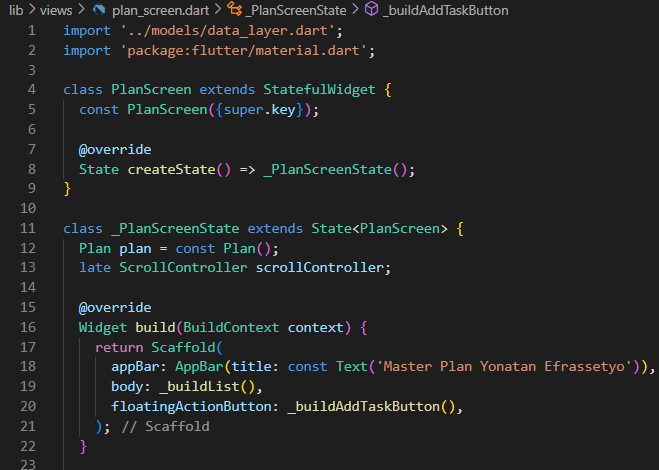 lib > views > plan_screen.dart > _PlanScreenState > _buildAddTaskButton
1 import '../models/data_layer.dart';
2 import 'package:flutter/material.dart';
3
4 class PlanScreen extends StatefulWidget {
5   const PlanScreen({super.key});
6
7   @override
8   State createState() => _PlanScreenState();
9 }
10
11 class _PlanScreenState extends State<PlanScreen> {
12   Plan plan = const Plan();
13   late ScrollController scrollController;
14
15   @override
16   Widget build(BuildContext context) {
17     return Scaffold(
18       appBar: AppBar(title: const Text('Master Plan Yonatan Efrassetyo')),
19       body: _buildList(),
20       floatingActionButton: _buildAddTaskButton(),
21     ); // Scaffold
22   }
23